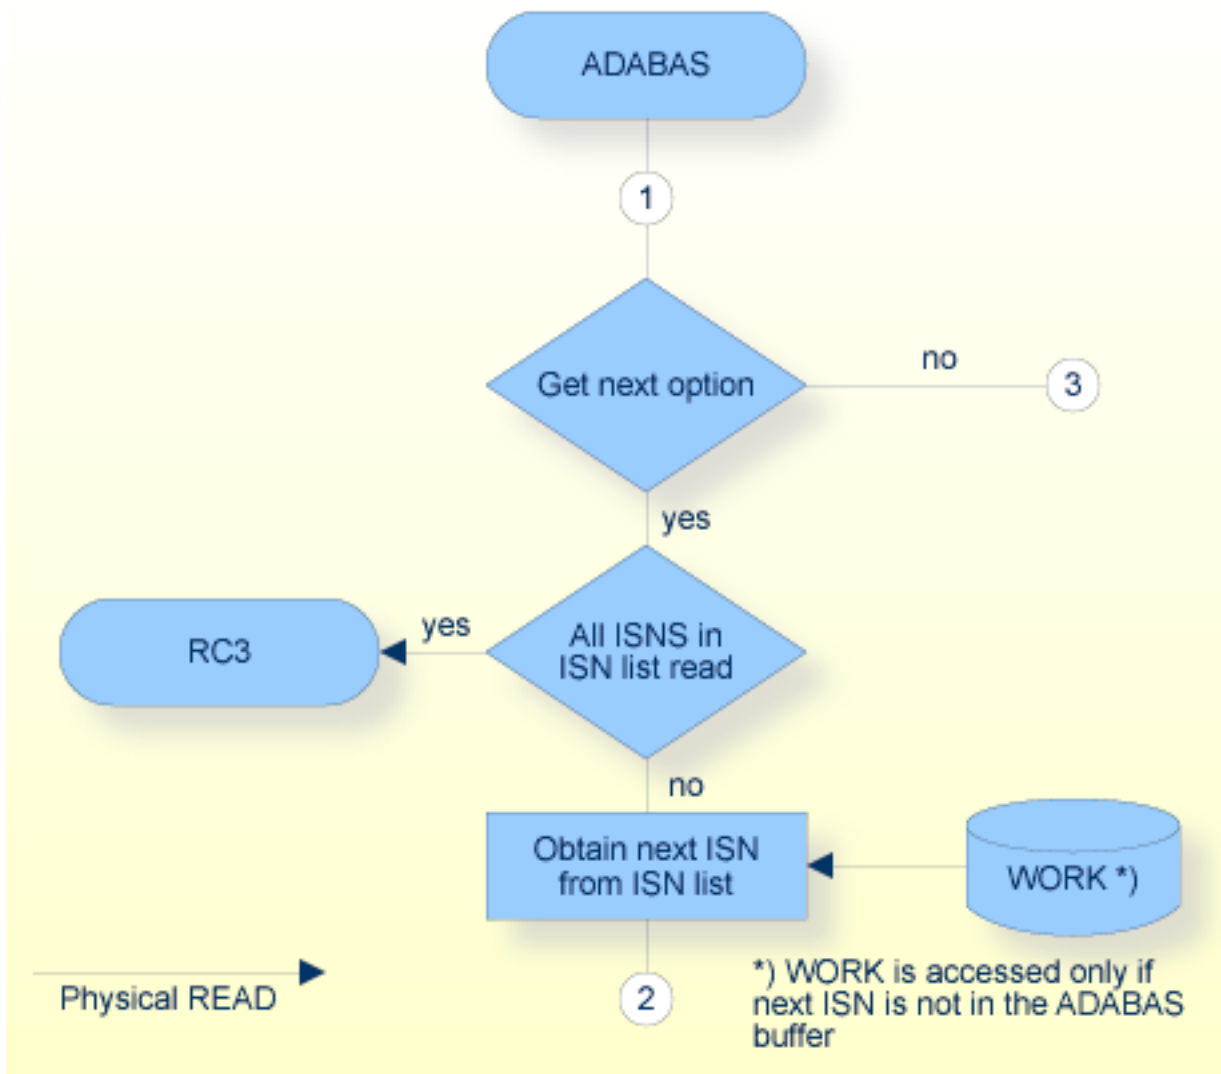 ADABAS
1
Get next option
no
3
yes
All ISNS in
ISN list read
yes
RC3
no
Obtain next ISN
from ISN list
WORK *)
2
*) WORK is accessed only if
next ISN is not in the ADABAS
buffer
Physical READ